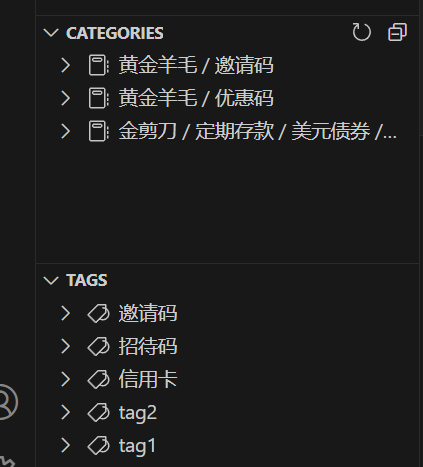 CATEGORIES
黄金羊毛 / 邀请码
黄金羊毛 / 优惠码
金剪刀 / 定期存款 / 美元债券 /...
TAGS
邀请码
招待码
信用卡
tag2
tag1